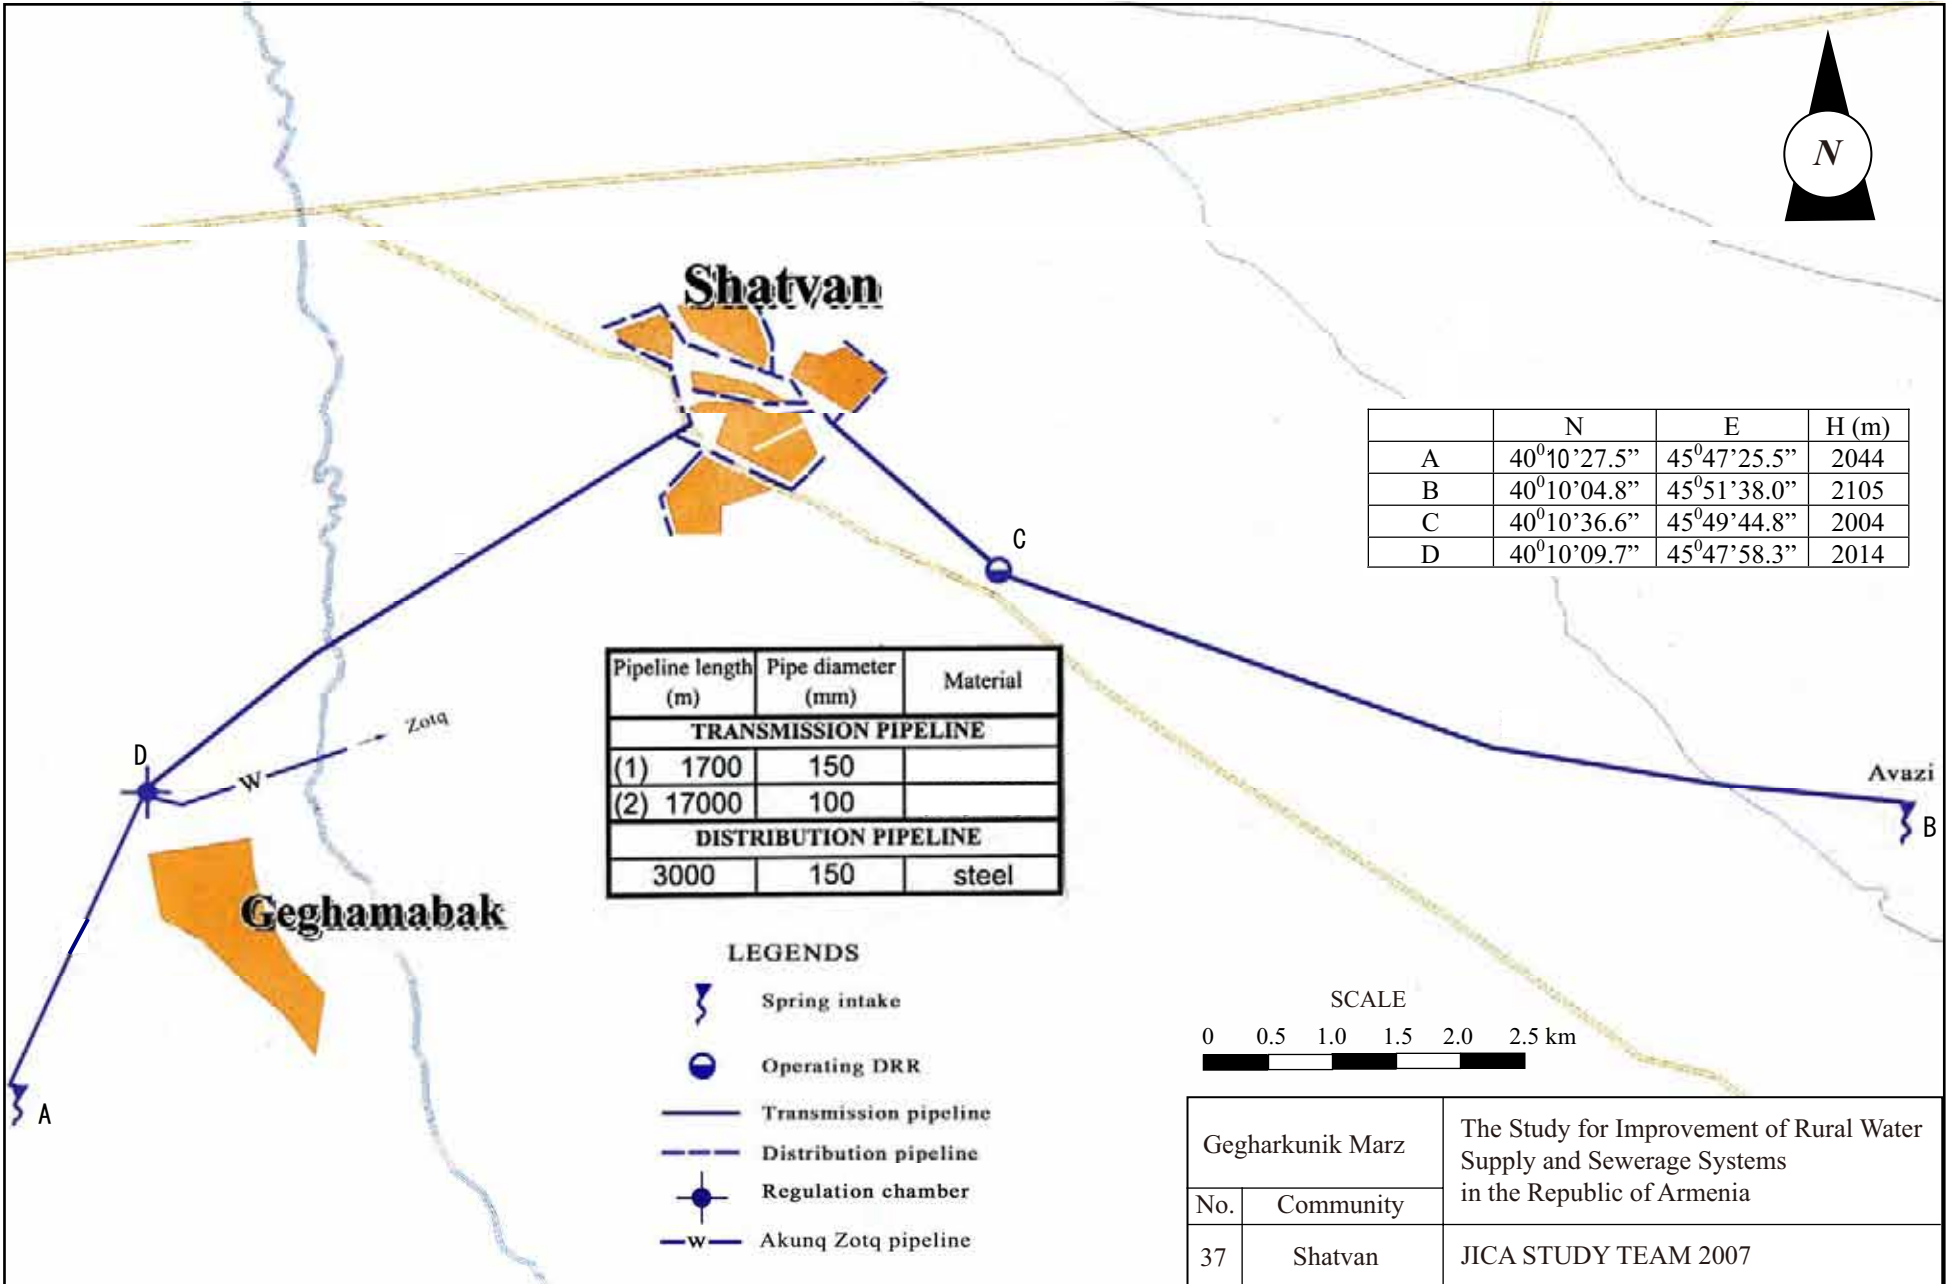 N
Shatvan
N E H (m)
A 40⁰10’27.5” 45⁰47’25.5” 2044
B 40⁰10’04.8” 45⁰51’38.0” 2105
C 40⁰10’36.6” 45⁰49’44.8” 2004
D 40⁰10’09.7” 45⁰47’58.3” 2014
C
Pipeline length (m) Pipe diameter (mm) Material
TRANSMISSION PIPELINE
(1) 1700 150
(2) 17000 100
DISTRIBUTION PIPELINE
3000 150 steel
Zotq
D
W
Avazi
B
Geghamabak
A
LEGENDS
Spring intake
Operating DRR
Transmission pipeline
Distribution pipeline
Regulation chamber
W Akunq Zotq pipeline
SCALE
0 0.5 1.0 1.5 2.0 2.5 km
Gegharkunik Marz
The Study for Improvement of Rural Water
Supply and Sewerage Systems
in the Republic of Armenia
No. Community
37 Shatvan JICA STUDY TEAM 2007